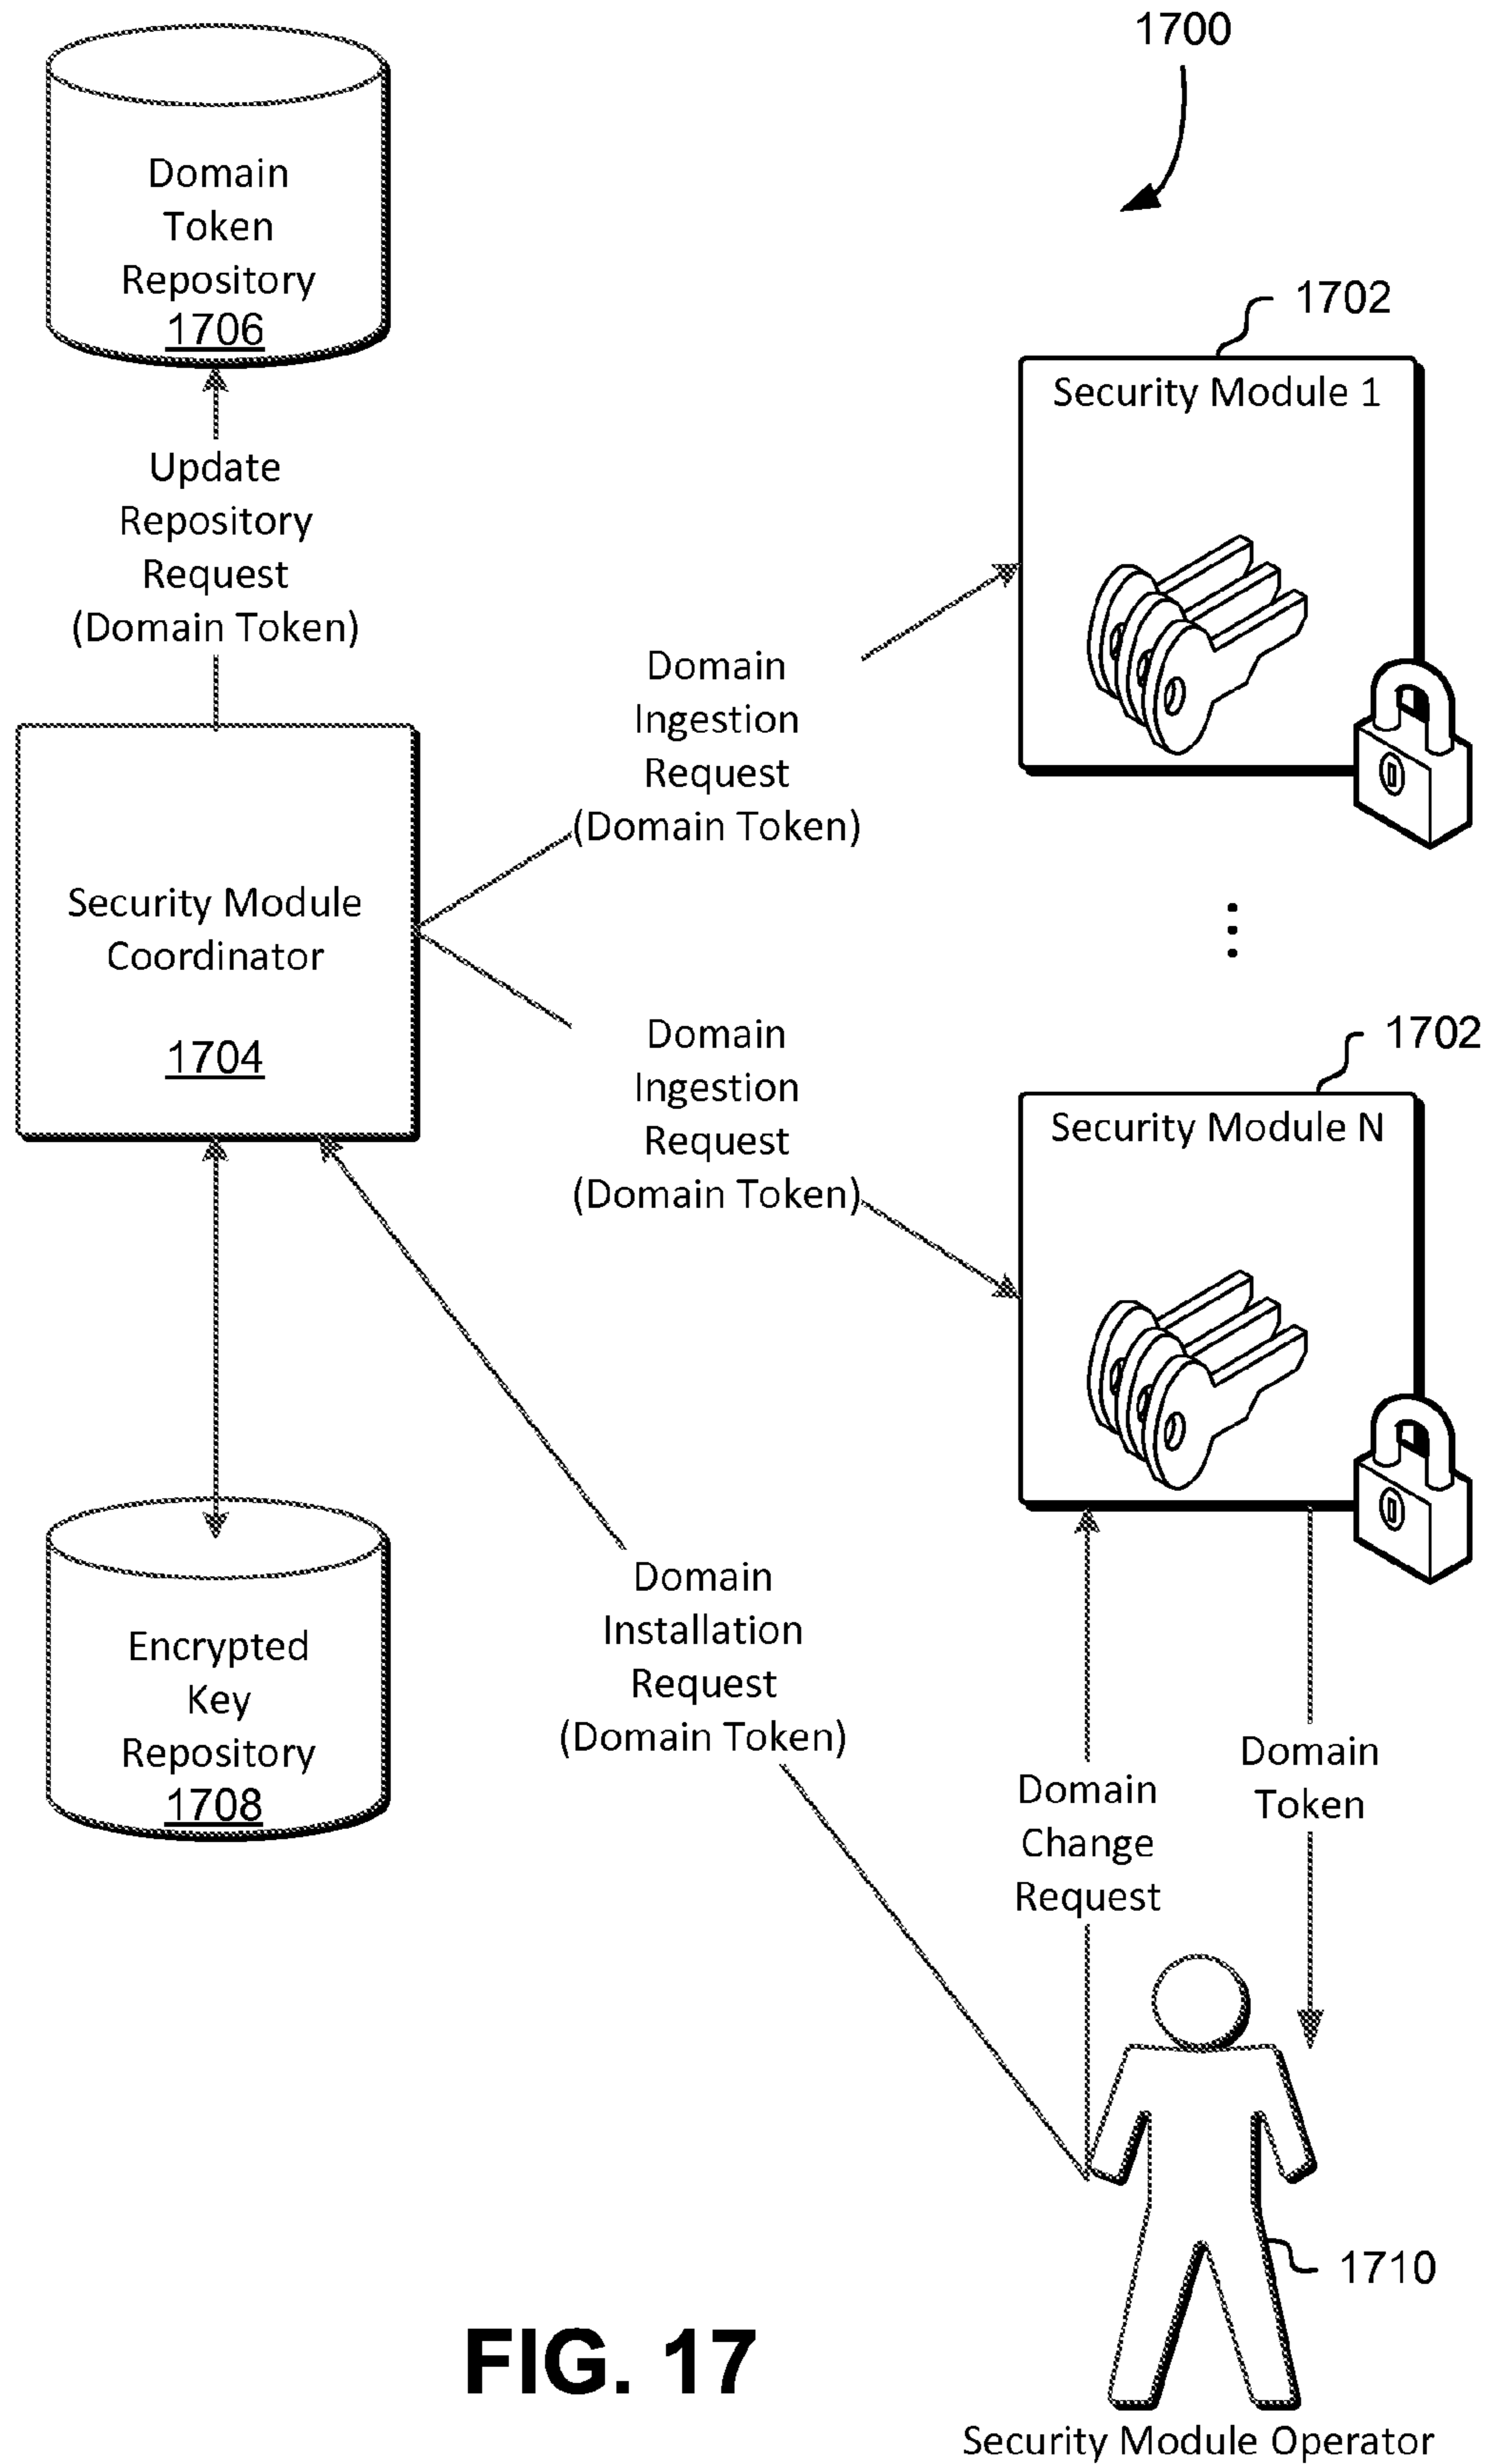 1700
Domain
Token
Repository
1706
1702
Security Module 1
Update
Repository
Request
(Domain Token)
Domain
Ingestion
Request
(Domain Token)
Security Module
Coordinator
1704
Domain
Ingestion
Request
(Domain Token)
1702
Security Module N
Domain
Installation
Request
(Domain Token)
Encrypted
Key
Repository
1708
Domain
Change
Request
Domain
Token
1710
FIG. 17
Security Module Operator